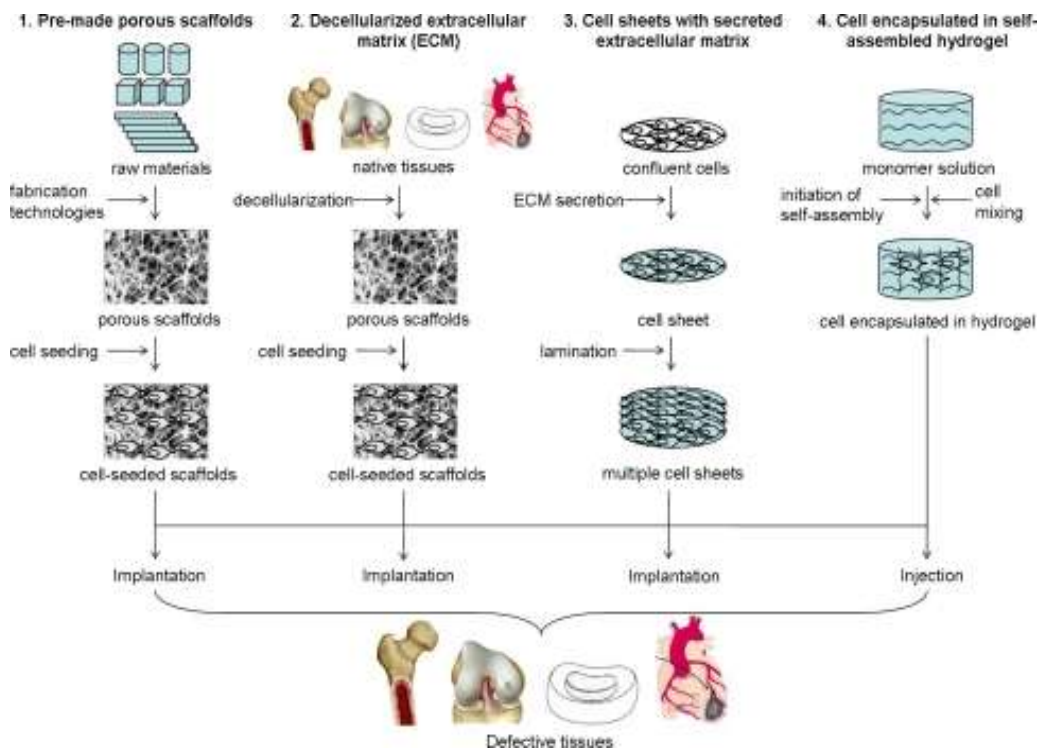 1. Pre-made porous scaffolds
2. Decellularized extracellular
matrix (ECM)
3. Cell sheets with secreted
extracellular matrix
4. Cell encapsulated in self-
assembled hydrogel
raw materials
native tissues
confluent cells
monomer solution
fabrication
technologies
decellularization
ECM secretion
initiation of
self-assembly
cell
mixing
porous scaffolds
porous scaffolds
cell sheet
cell encapsulated in hydrogel
cell seeding
cell seeding
lamination
cell-seeded scaffolds
cell-seeded scaffolds
multiple cell sheets
Implantation
Implantation
Implantation
Injection
Defective tissues